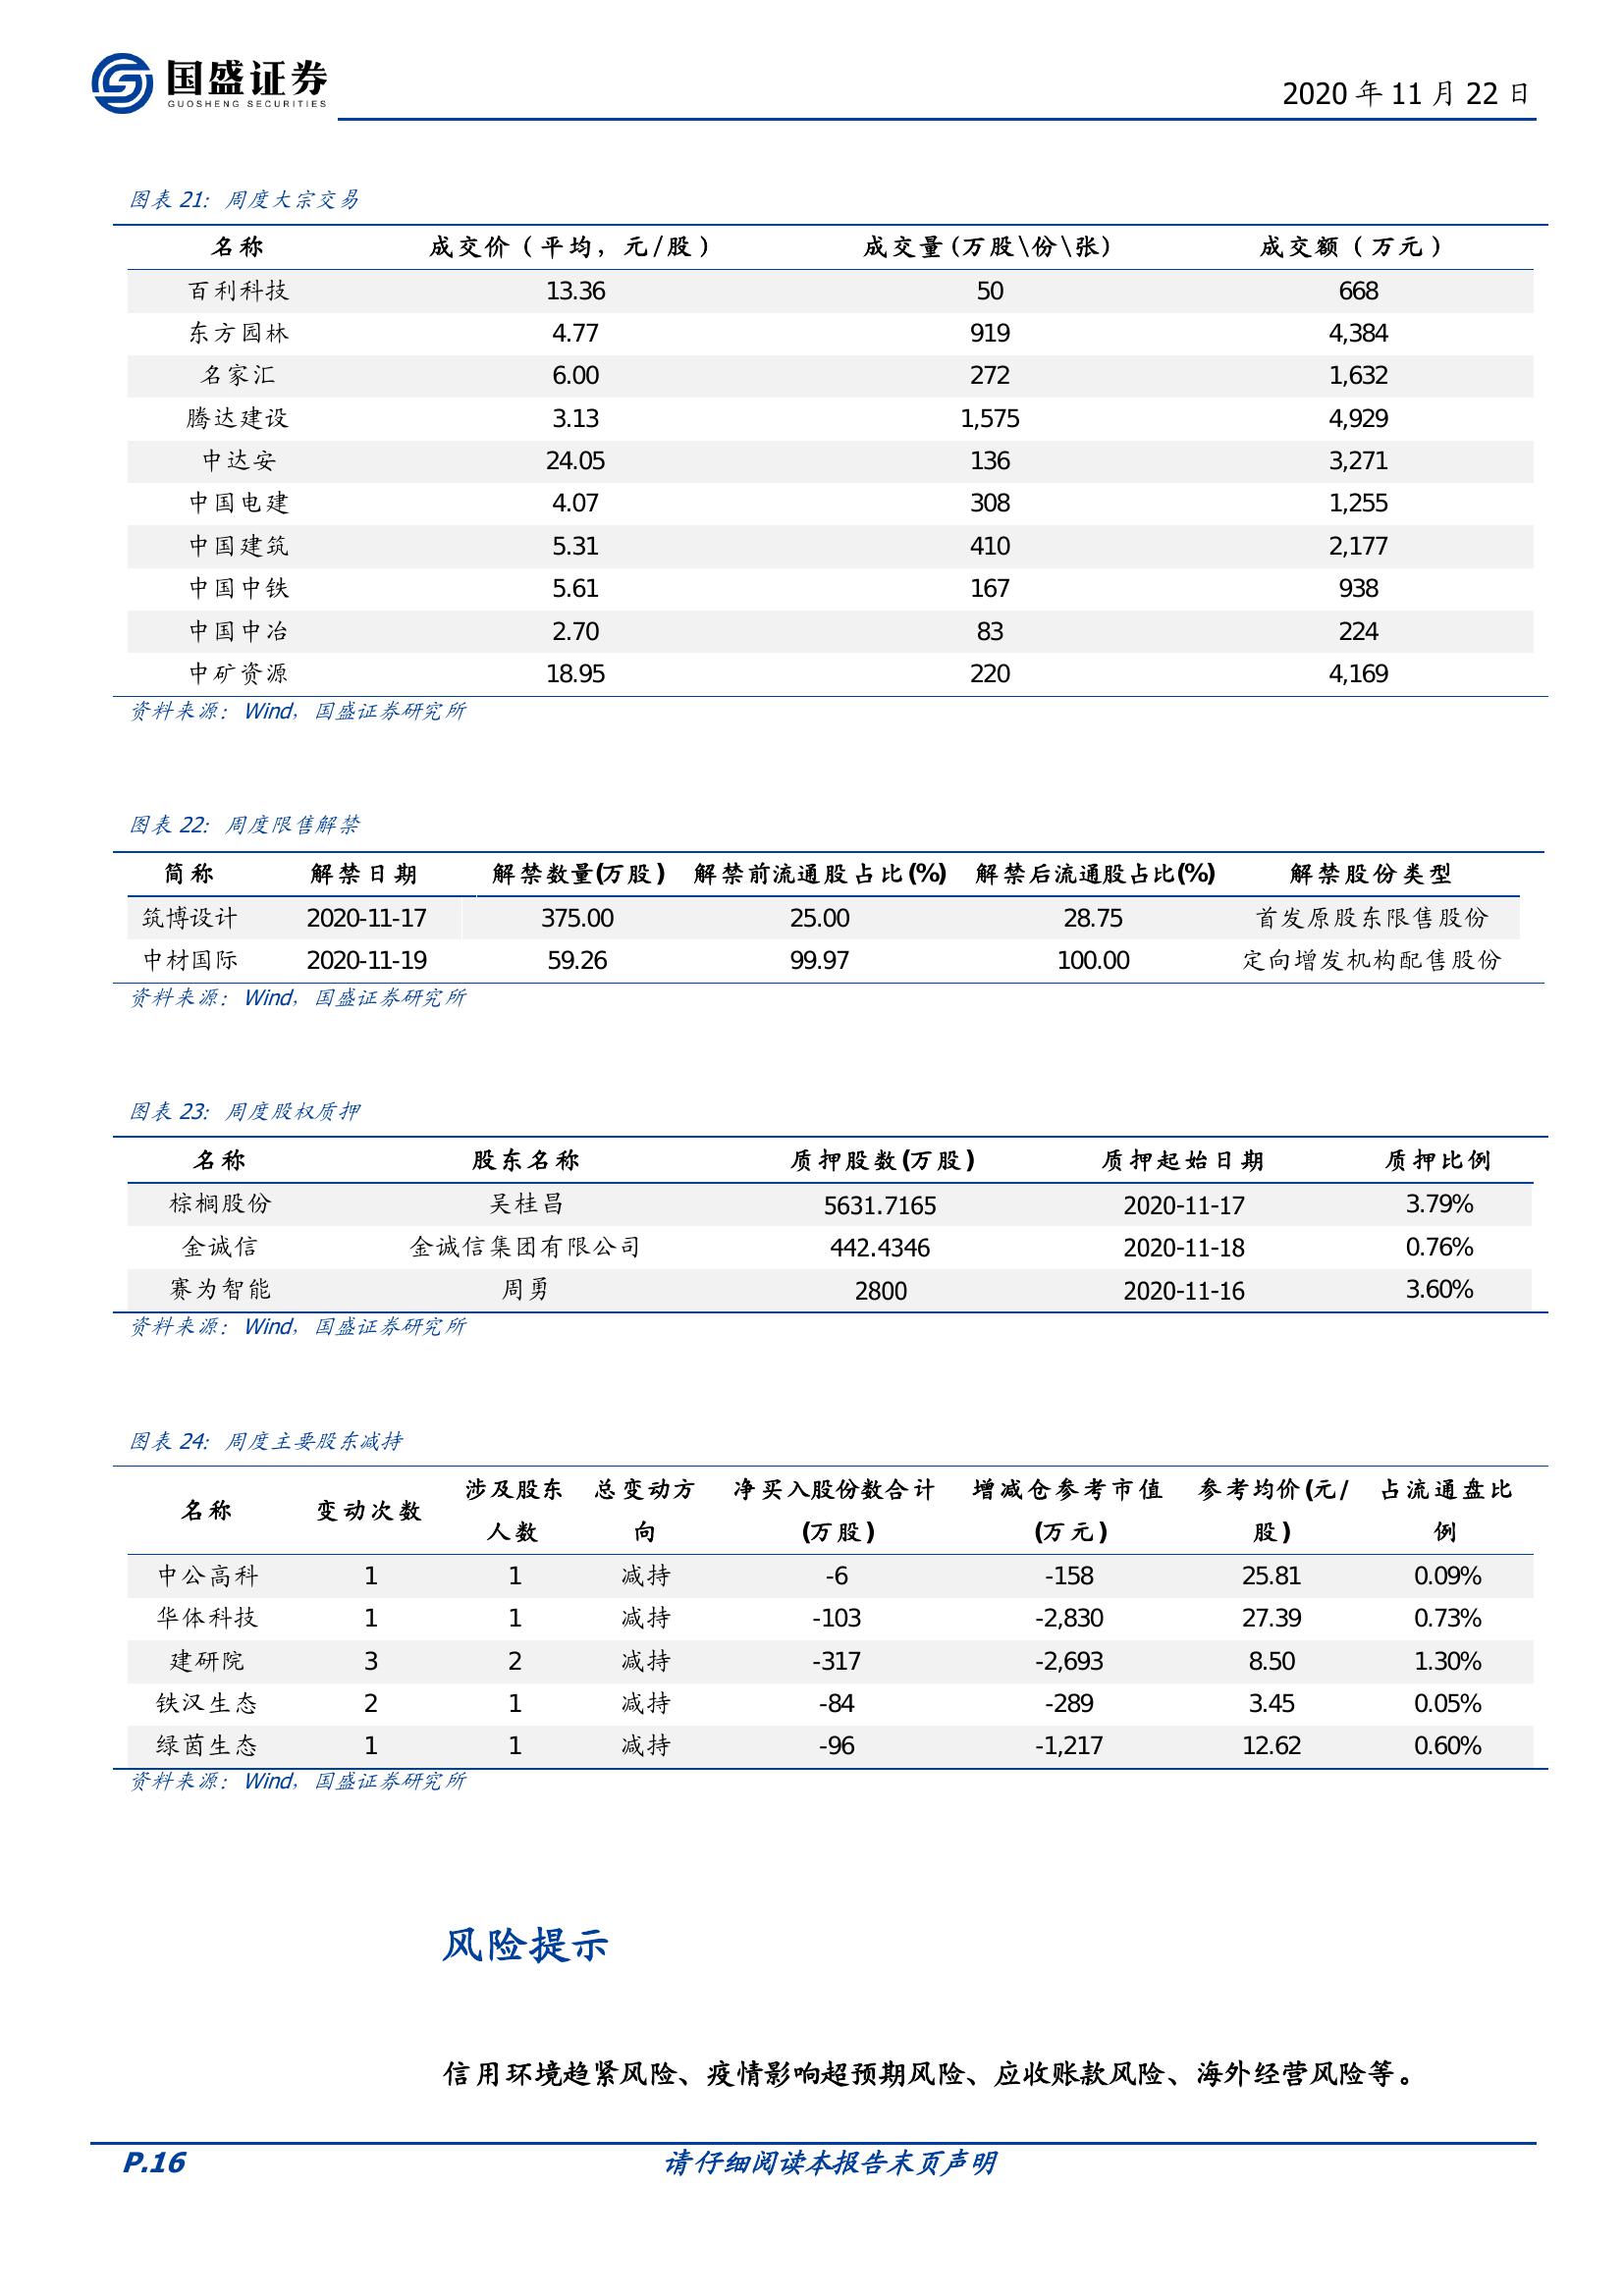 国盛证券
GUOSHENG SECURITIES
2020 年 11 月 22 日
图表 21: 周度大宗交易
名称 成交价（平均，元/股） 成交量(万股\份\张) 成交额（万元）
百利科技 13.36 50 668
东方园林 4.77 919 4,384
名家汇 6.00 272 1,632
腾达建设 3.13 1,575 4,929
中达安 24.05 136 3,271
中国电建 4.07 308 1,255
中国建筑 5.31 410 2,177
中国中铁 5.61 167 938
中国中冶 2.70 83 224
中矿资源 18.95 220 4,169
资料来源：Wind，国盛证券研究所
图表 22: 周度限售解禁
简称 解禁日期 解禁数量(万股) 解禁前流通股占比(%) 解禁后流通股占比(%) 解禁股份类型
筑博设计 2020-11-17 375.00 25.00 28.75 首发原股东限售股份
中材国际 2020-11-19 59.26 99.97 100.00 定向增发机构配售股份
资料来源：Wind，国盛证券研究所
图表 23: 周度股权质押
名称 股东名称 质押股数(万股) 质押起始日期 质押比例
棕榈股份 吴桂昌 5631.7165 2020-11-17 3.79%
金诚信 金诚信集团有限公司 442.4346 2020-11-18 0.76%
赛为智能 周勇 2800 2020-11-16 3.60%
资料来源：Wind，国盛证券研究所
图表 24: 周度主要股东减持
名称 变动次数 涉及股东 总变动方 净买入股份数合计 增减仓参考市值 参考均价(元/ 占流通盘比
人数 向 (万股) (万元) 股) 例
中公高科 1 1 减持 -6 -158 25.81 0.09%
华体科技 1 1 减持 -103 -2,830 27.39 0.73%
建研院 3 2 减持 -317 -2,693 8.50 1.30%
铁汉生态 2 1 减持 -84 -289 3.45 0.05%
绿茵生态 1 1 减持 -96 -1,217 12.62 0.60%
资料来源：Wind，国盛证券研究所
风险提示
信用环境趋紧风险、疫情影响超预期风险、应收账款风险、海外经营风险等。
P.16 请仔细阅读本报告末页声明